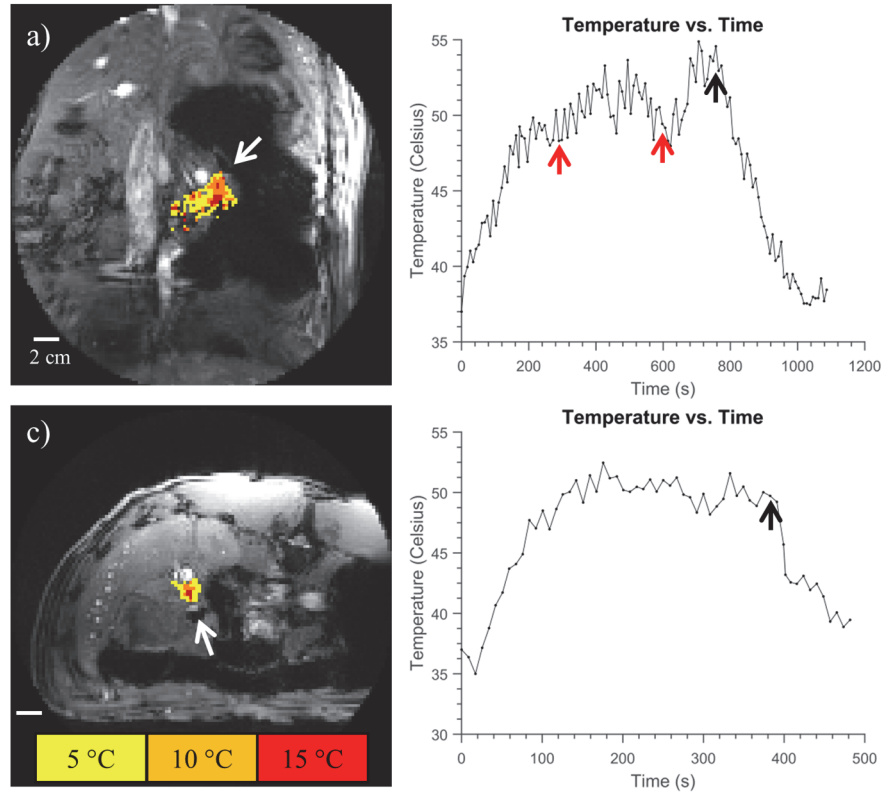 a)
2 cm
Temperature vs. Time
Temperature (Celsius)
55
50
45
40
35
0
200
400
600
800
1000
1200
Time (s)
c)
5 °C
10 °C
15 °C
Temperature vs. Time
Temperature (Celsius)
55
50
45
40
35
30
0
100
200
300
400
500
Time (s)